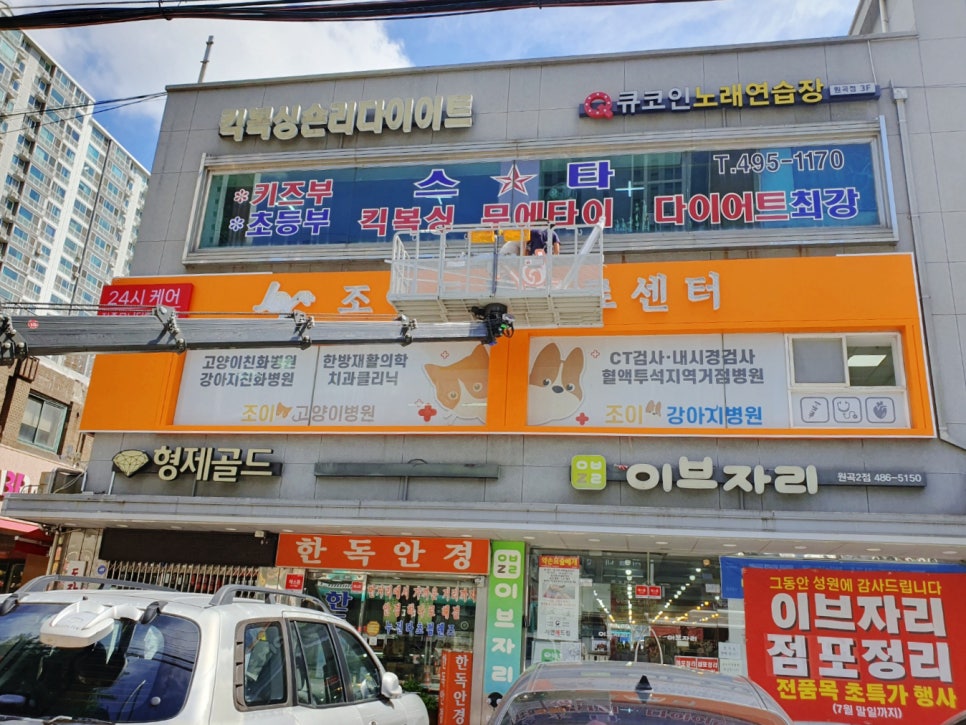 킥복싱손리다이어트
큐코인노래연습장
원곡점 3F
스타
T.495-1170
*키즈부
*초등부 킥복싱 무에타이 다이어트최강
24시 케어
조
센터
고양이친화병원
강아지친화병원
한방재활의학
치과클리닉
조이 고양이병원
CT검사·내시경검사
혈액투석지역거점병원
조이 강아지병원
형제골드
이브자리
원곡2점 486-5150
한독안경
이브자리
한
한독안경
이브자리
그동안 성원에 감사드립니다
이브자리
점포정리
전품목 초특가 행사
(7월 말일까지)